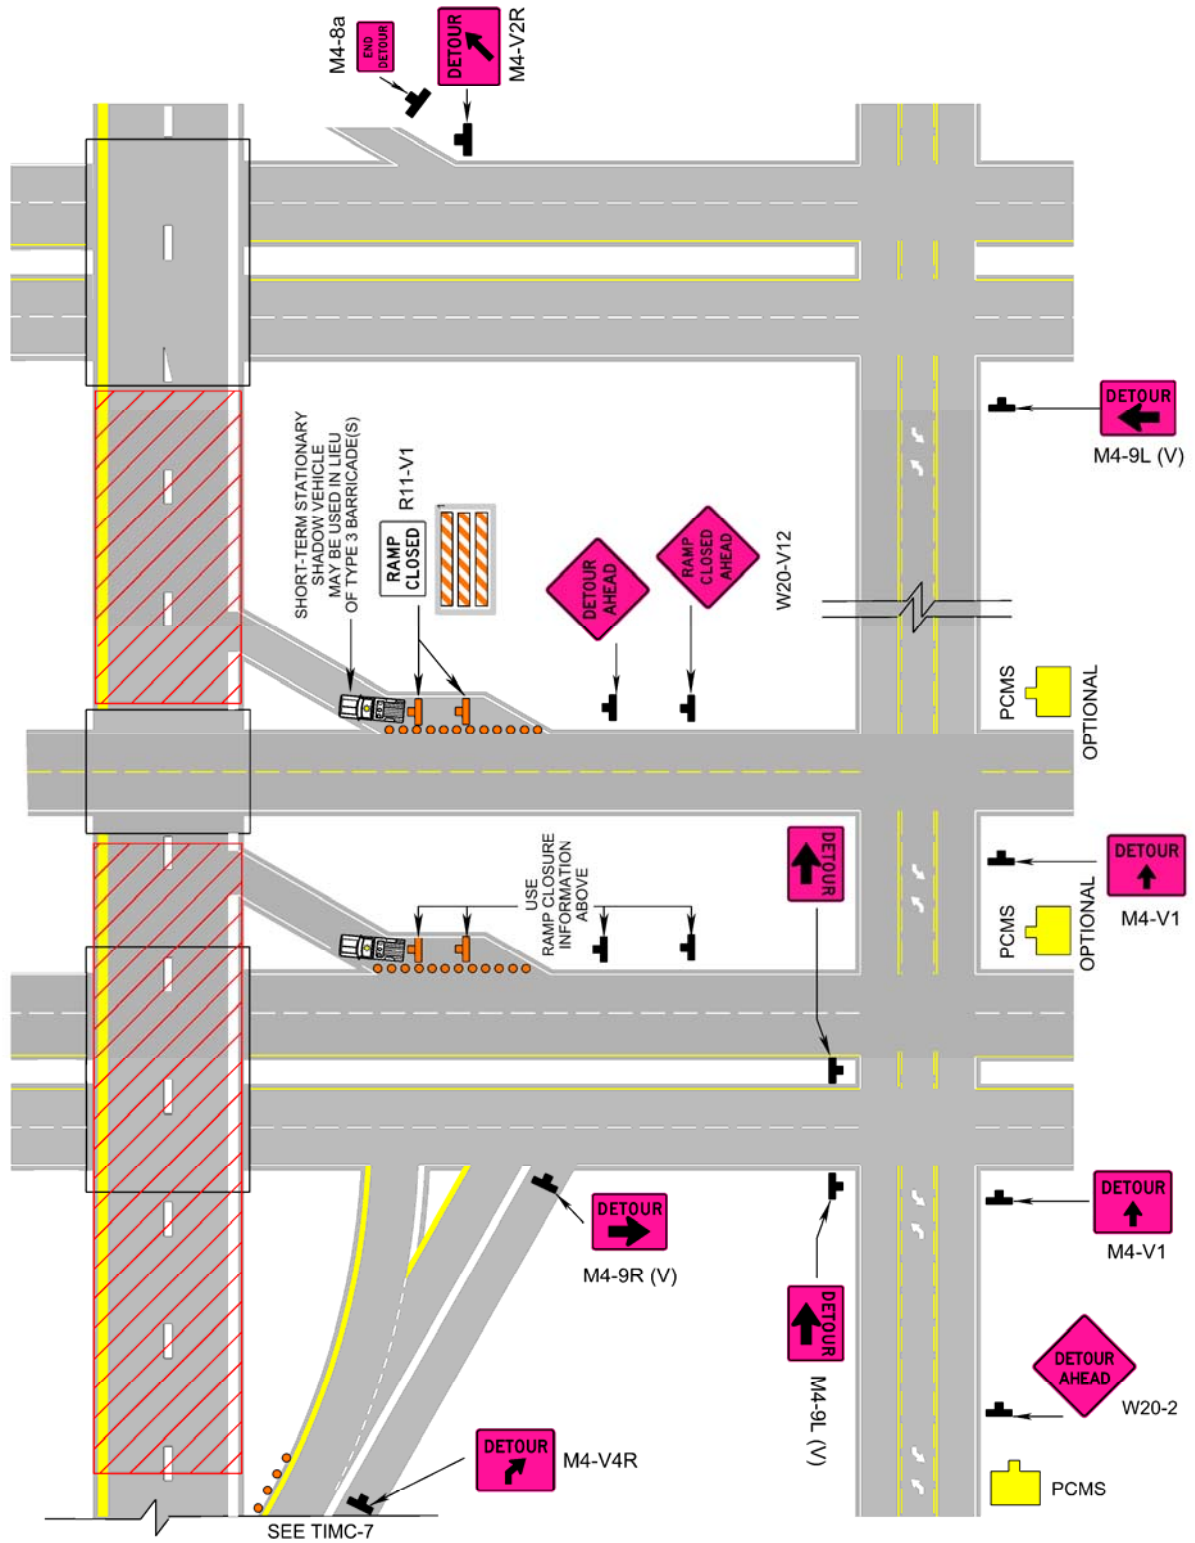 M4-8a
END
DETOUR
DETOUR
M4-V2R
DETOUR
M4-9L (V)
SHORT-TERM STATIONARY
SHADOW VEHICLE
MAY BE USED IN LIEU
OF TYPE 3 BARRICADE(S)
RAMP
CLOSED
R11-V1
DETOUR
AHEAD
RAMP
CLOSED
AHEAD
W20-V12
PCMS
OPTIONAL
USE
RAMP CLOSURE
INFORMATION
ABOVE
DETOUR
DETOUR
M4-V1
PCMS
OPTIONAL
DETOUR
M4-9R (V)
DETOUR
M4-V1
DETOUR
M4-9L (V)
DETOUR
AHEAD
W20-2
DETOUR
M4-V4R
PCMS
SEE TIMC-7